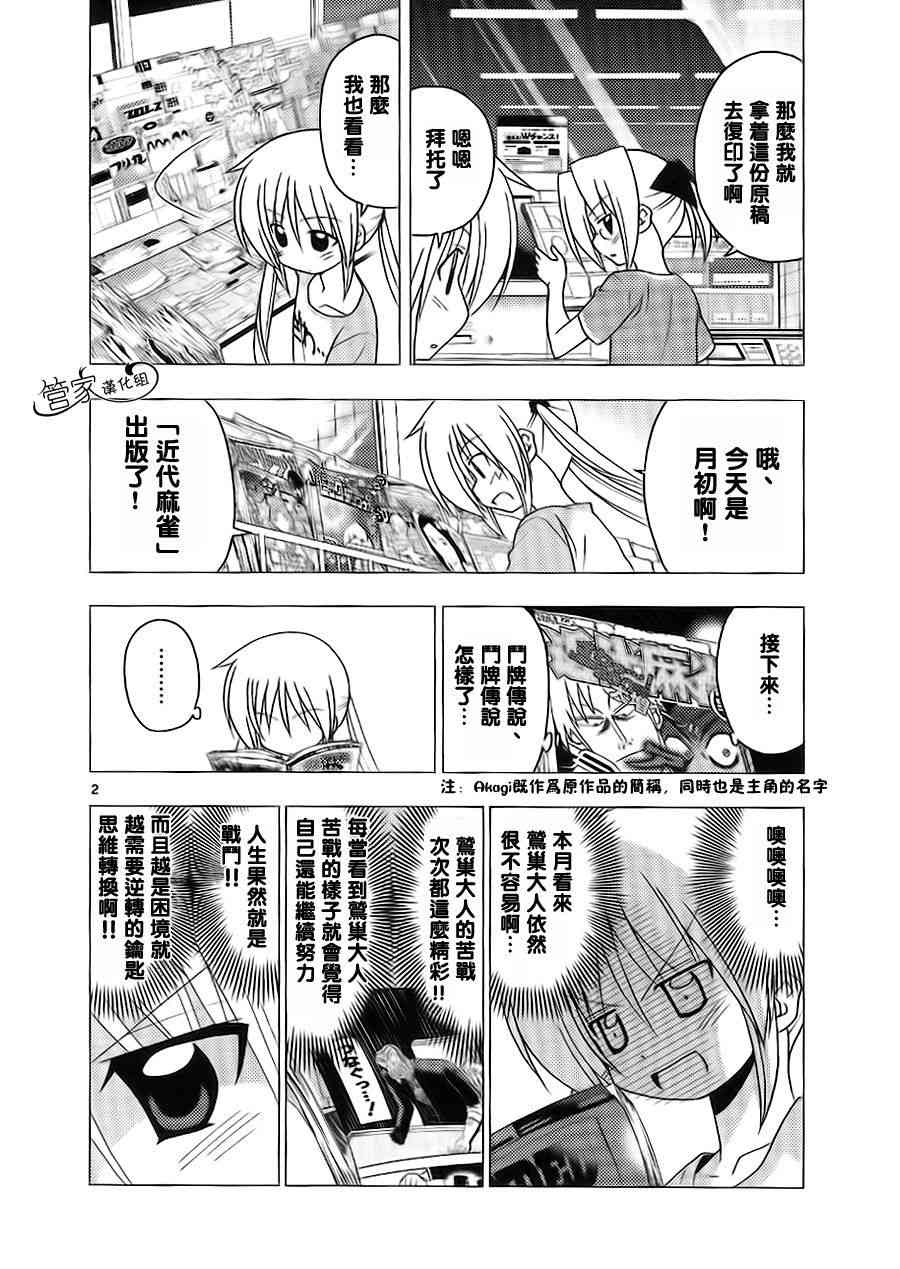 那麼我就
拿着這份原稿
去復印了啊
嗯嗯
拜托了
那麼
我也看看…
管家漢化組
哦、
今天是
月初啊！
「近代麻雀」
出版了！
接下來…
鬥牌傳說、
鬥牌傳說
怎樣了…
………
2
注：Akagi既作爲原作品的簡稱，同時也是主角的名字
噢噢噢噢…
本月看來
鷲巢大人依然
很不容易啊…
鷲巢大人的苦戰
次次都這麼精彩!!
每當看到鷲巢大人
苦戰的樣子就會覺得
自己還能繼續努力
人生果然就是
戰鬥!!
而且越是困境就
越需要逆轉的鑰匙
思維轉換啊!!